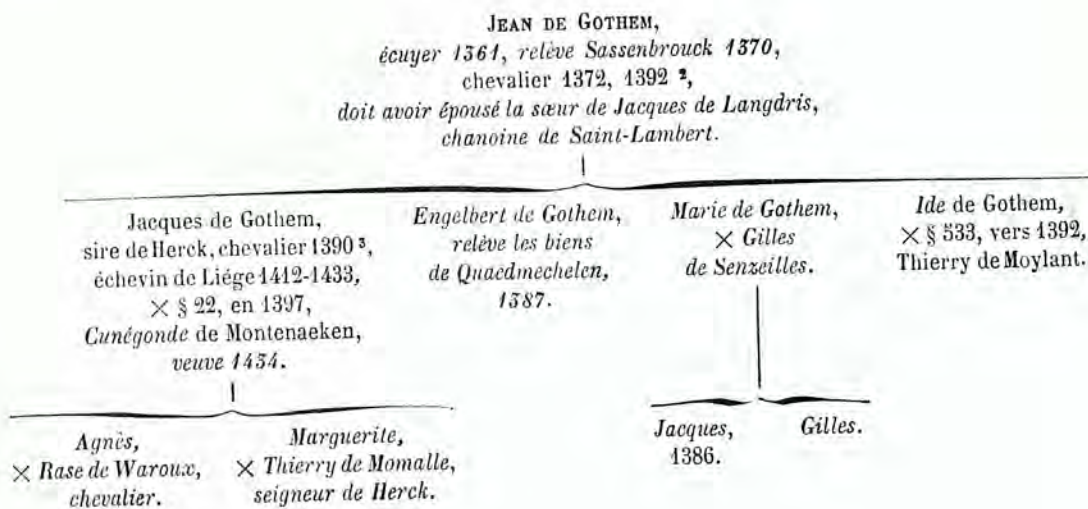 JEAN DE GOTHEM,
écuyer 1361, relève Sassenbrouck 1370,
chevalier 1372, 1392 ²,
doit avoir épousé la sœur de Jacques de Langdris,
chanoine de Saint-Lambert.
Jacques de Gothem,
sire de Herck, chevalier 1390 ³,
échevin de Liége 1412-1433,
× § 22, en 1397,
Cunégonde de Montenaeken,
veuve 1434.
Engelbert de Gothem,
relève les biens
de Quaedmechelen,
1387.
Marie de Gothem,
× Gilles
de Senzeilles.
Ide de Gothem,
× § 533, vers 1392,
Thierry de Moylant.
Agnès,
× Rase de Waroux,
chevalier.
Marguerite,
× Thierry de Momalle,
seigneur de Herck.
Jacques,
1386.
Gilles.